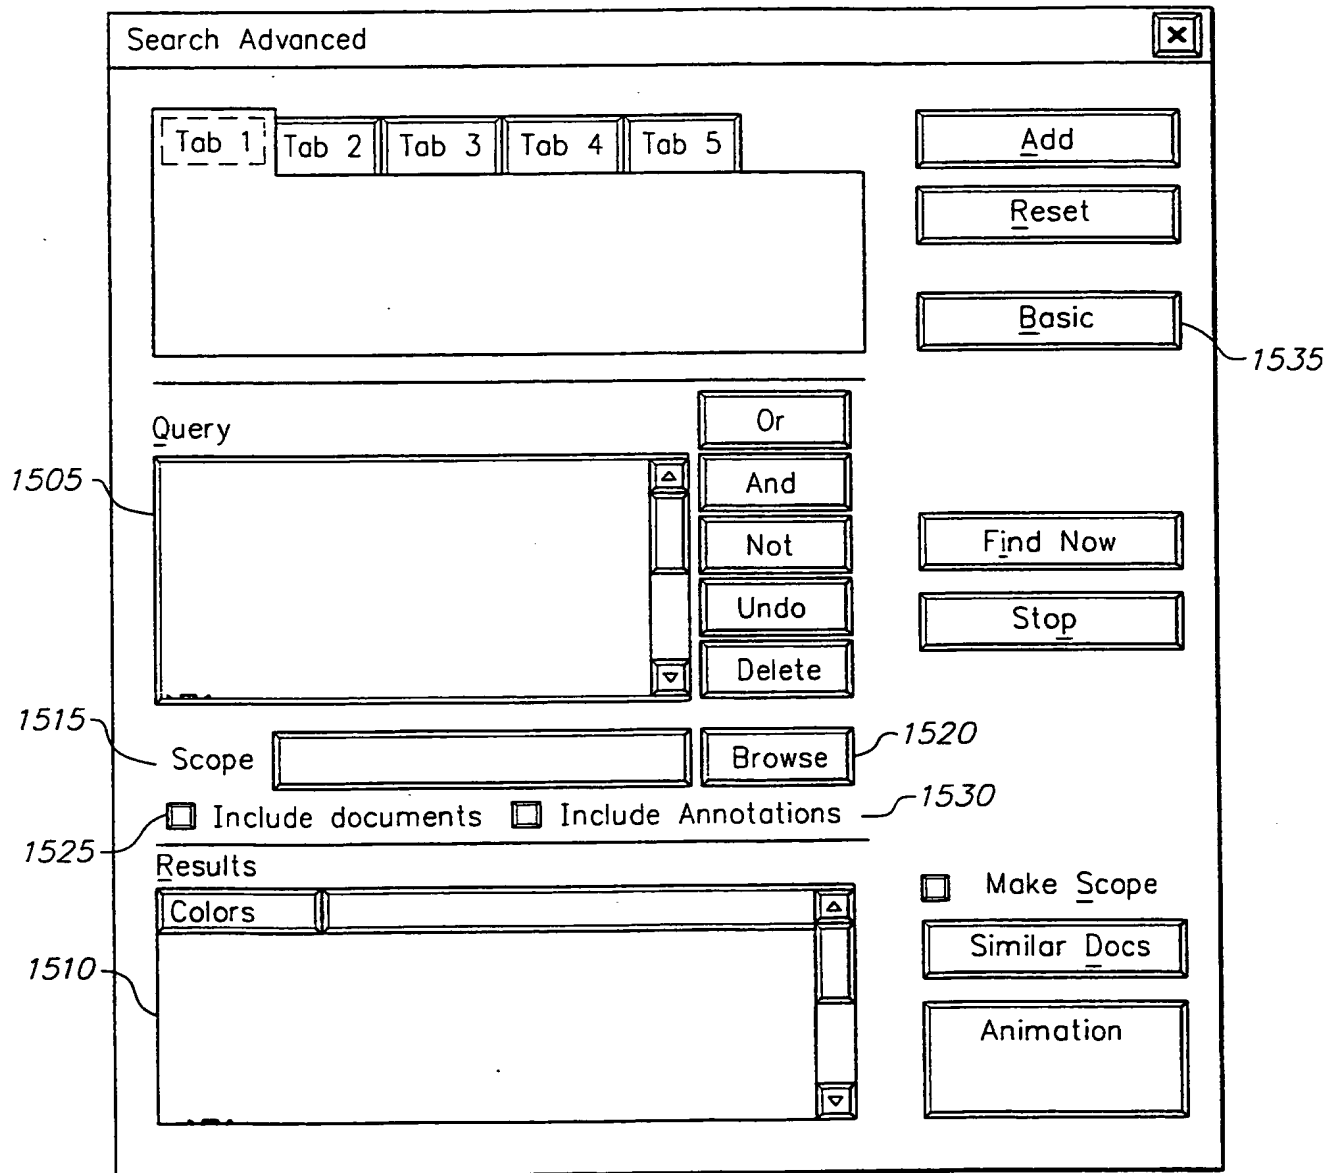 Search Advanced
Tab 1 Tab 2 Tab 3 Tab 4 Tab 5
Add
Reset
Basic
1535
Query
Or
1505
And
Not
Find Now
Undo
Stop
Delete
1515
Scope
Browse
1520
Include documents Include Annotations
1530
1525
Results
Make Scope
Colors
Similar Docs
1510
Animation